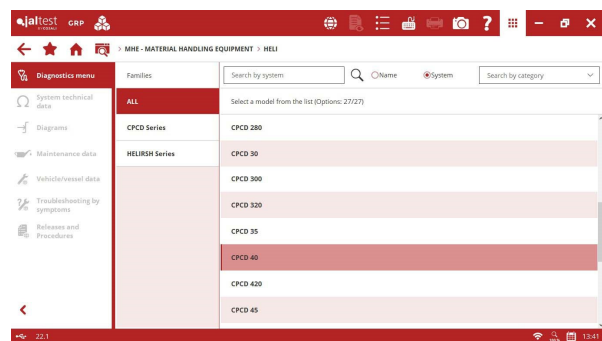 jaltest GRP
BY COJALI
?
> MHE - MATERIAL HANDLING EQUIPMENT > HELI
Diagnostics menu
System technical
data
Diagrams
Maintenance data
Vehicle/vessel data
Troubleshooting by
symptoms
Releases and
Procedures
Families
ALL
CPCD Series
HELIRSH Series
Search by system
Name
System
Search by category
Select a model from the list (Options: 27/27)
CPCD 280
CPCD 30
CPCD 300
CPCD 320
CPCD 35
CPCD 40
CPCD 420
CPCD 45
22.1
13:41